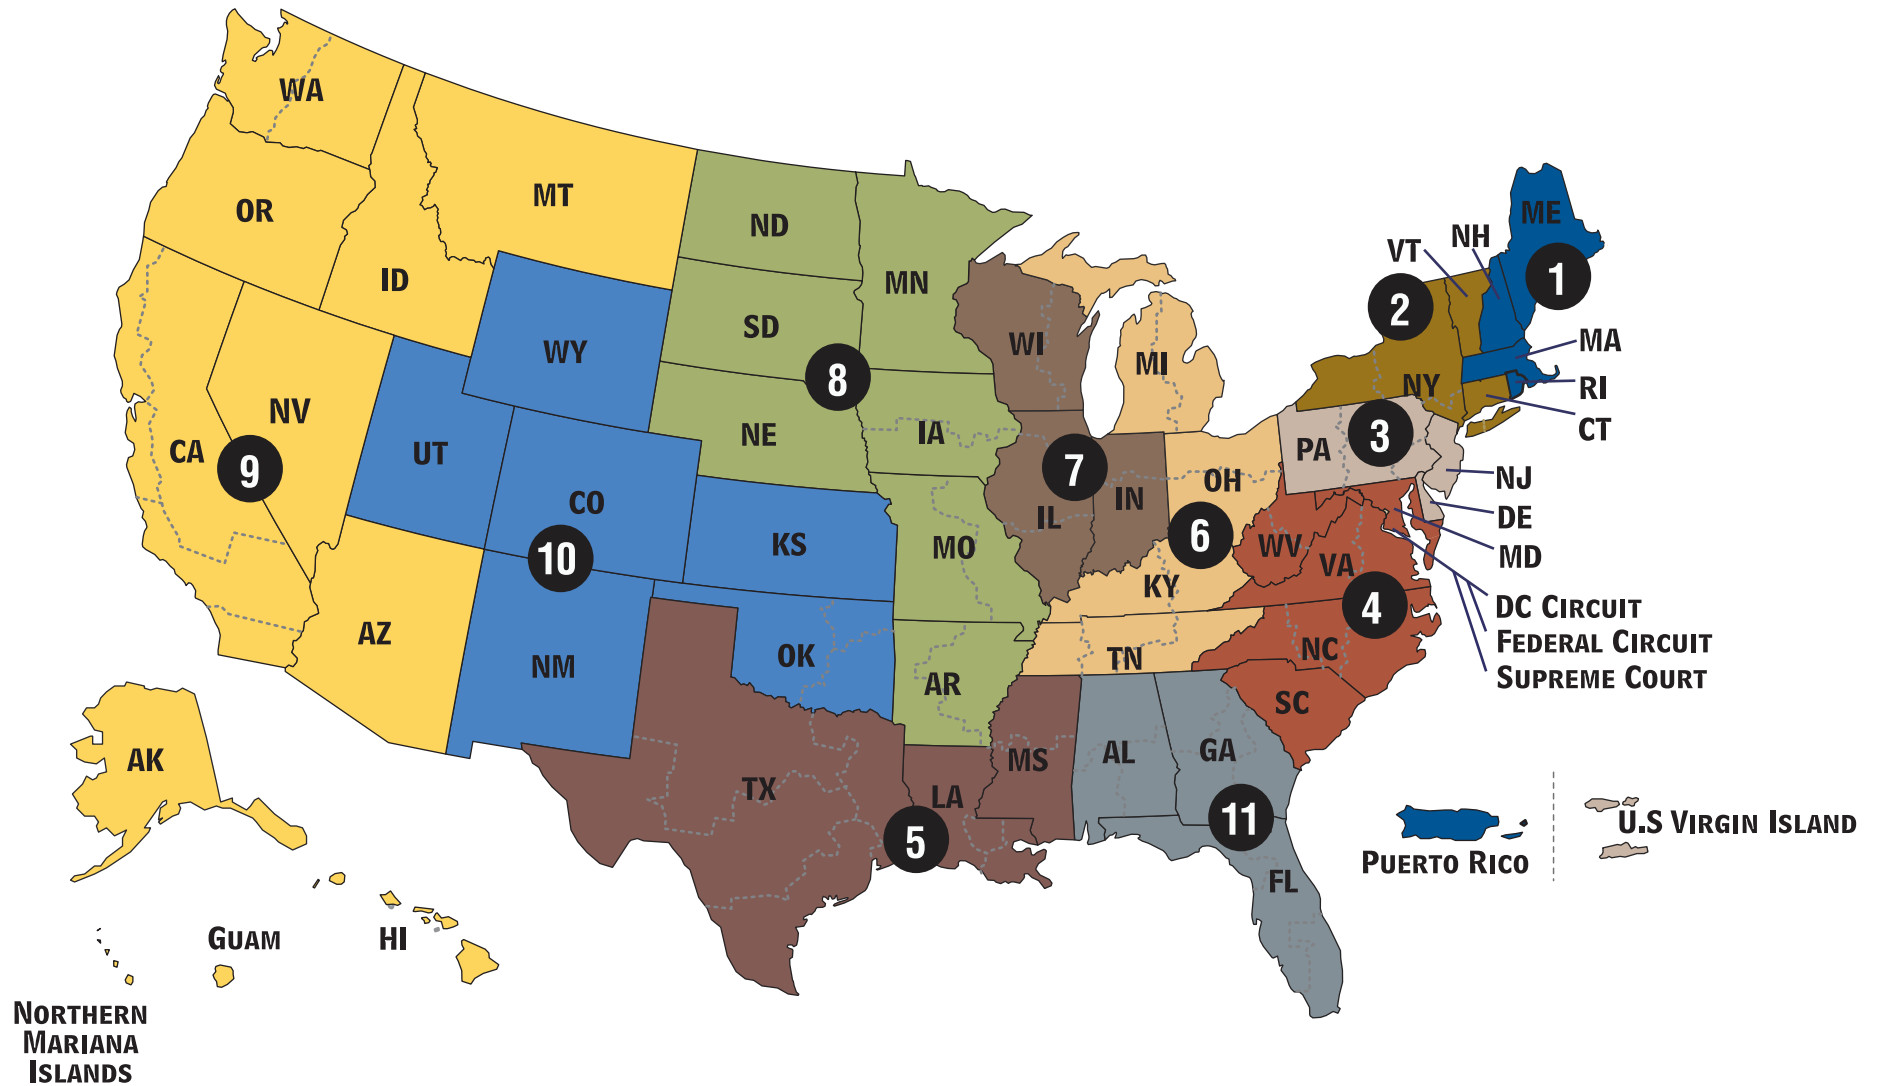 WA
OR
MT
ID
ND
MN
SD
WY
NV
CA
9
UT
CO
10
NE
8
IA
WI
MI
7
IL
IN
OH
6
KY
KS
MO
AZ
NM
OK
AR
TN
TX
LA
MS
5
AL
GA
11
FL
SC
NC
4
VA
WV
PA
3
NY
2
VT
NH
ME
1
MA
RI
CT
NJ
DE
MD
DC CIRCUIT
FEDERAL CIRCUIT
SUPREME COURT
AK
GUAM
HI
NORTHERN
MARIANA
ISLANDS
PUERTO RICO
U.S VIRGIN ISLAND